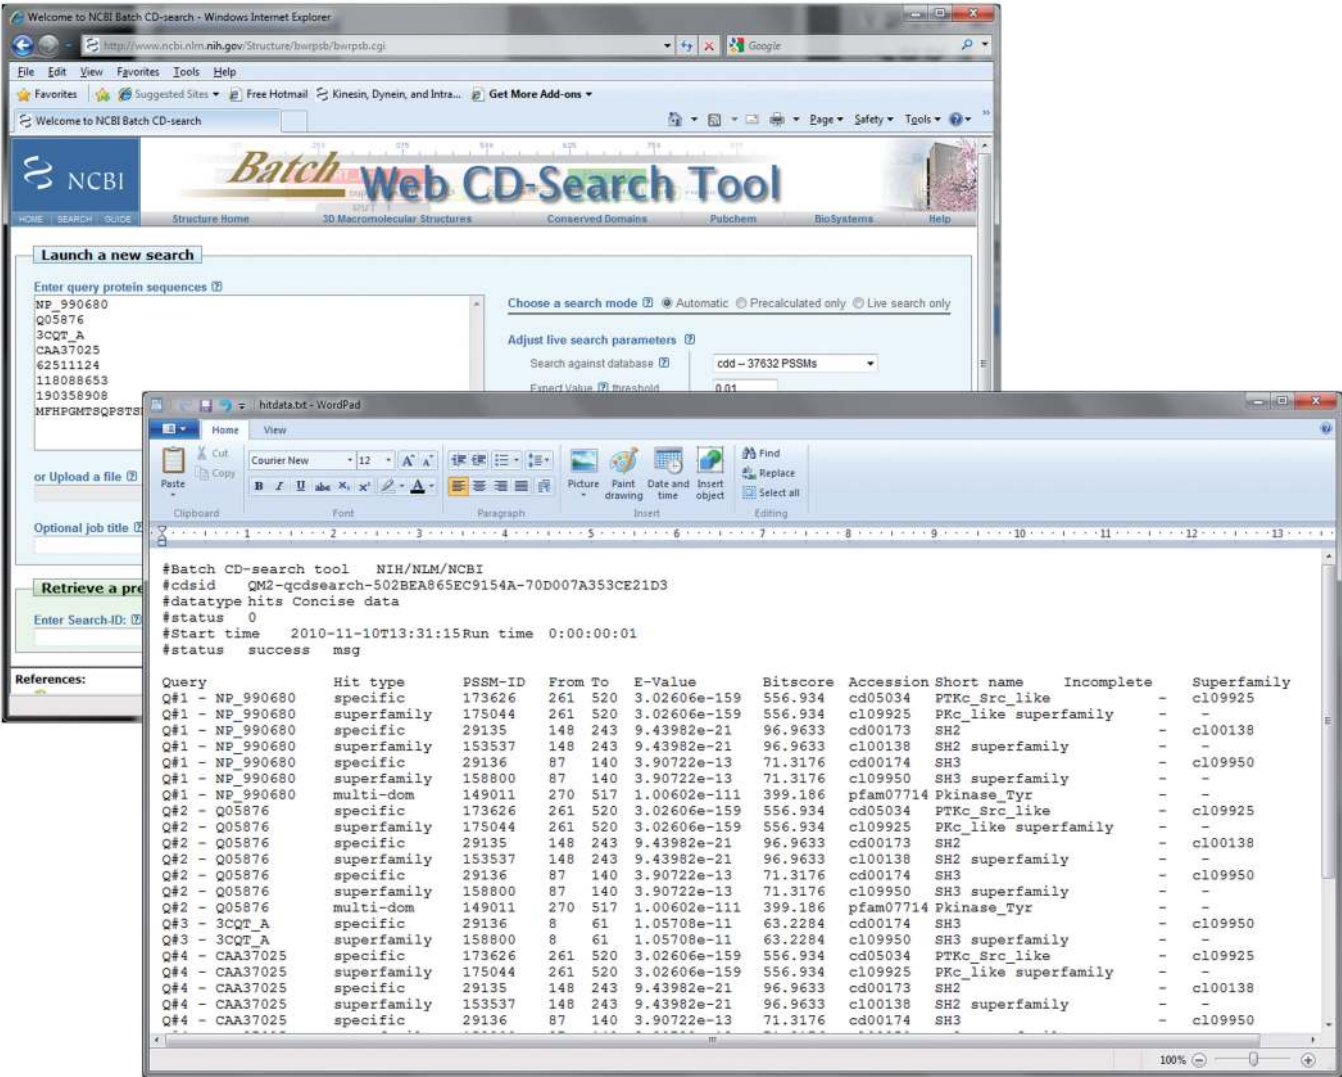 Welcome to NCBI Batch CD-search - Windows Internet Explorer
http://www.ncbi.nlm.nih.gov/Structure/bwrpsb/bwrpsb.cgi
Google
File Edit View Favorites Tools Help
Favorites Suggested Sites Free Hotmail Kinesin, Dynein, and Intra... Get More Add-ons
Welcome to NCBI Batch CD-search
Page Safety Tools
NCBI
Batch Web CD-Search Tool
HOME SEARCH GUIDE Structure Home 3D Macromolecular Structures Conserved Domains Pubchem BioSystems Help
Launch a new search
Enter query protein sequences
NP_990680
Q05876
3CQT_A
CAA37025
62511124
118088653
190358908
MFHPGMTSQPSTS
Choose a search mode Automatic Precalculated only Live search only
Adjust live search parameters
Search against database cdd -- 37632 PSSMs
Expect Value threshold 0.01
or Upload a file
Optional job title
Retrieve a pre
Enter Search-ID:
References:
hitdata.txt - WordPad
Home View
Cut
Copy
Paste
Courier New 12
Find
Replace
Select all
Picture Paint drawing Date and time Insert object
Clipboard Font Paragraph Insert Editing
1 2 3 4 5 6 7 8 9 10 11 12 13
#Batch CD-search tool NIH/NLM/NCBI
#cdsid QM2-qcdsearch-502BEA865EC9154A-70D007A353CE21D3
#datatype hits Concise data
#status 0
#Start time 2010-11-10T13:31:15 Run time 0:00:00:01
#status success msg
Query Hit type PSSM-ID From To E-Value Bitscore Accession Short name Incomplete Superfamily
Q#1 - NP_990680 specific 173626 261 520 3.02606e-159 556.934 cd05034 PTKc_Src_like - cl09925
Q#1 - NP_990680 superfamily 175044 261 520 3.02606e-159 556.934 cl09925 PKc_like superfamily - -
Q#1 - NP_990680 specific 29135 148 243 9.43982e-21 96.9633 cd00173 SH2 - cl00138
Q#1 - NP_990680 superfamily 153537 148 243 9.43982e-21 96.9633 cl00138 SH2 superfamily - -
Q#1 - NP_990680 specific 29136 87 140 3.90722e-13 71.3176 cd00174 SH3 - cl09950
Q#1 - NP_990680 superfamily 158800 87 140 3.90722e-13 71.3176 cl09950 SH3 superfamily - -
Q#1 - NP_990680 multi-dom 149011 270 517 1.00602e-111 399.186 pfam07714 Pkinase_Tyr - -
Q#2 - Q05876 specific 173626 261 520 3.02606e-159 556.934 cd05034 PTKc_Src_like - cl09925
Q#2 - Q05876 superfamily 175044 261 520 3.02606e-159 556.934 cl09925 PKc_like superfamily - -
Q#2 - Q05876 specific 29135 148 243 9.43982e-21 96.9633 cd00173 SH2 - cl00138
Q#2 - Q05876 superfamily 153537 148 243 9.43982e-21 96.9633 cl00138 SH2 superfamily - -
Q#2 - Q05876 specific 29136 87 140 3.90722e-13 71.3176 cd00174 SH3 - cl09950
Q#2 - Q05876 superfamily 158800 87 140 3.90722e-13 71.3176 cl09950 SH3 superfamily - -
Q#2 - Q05876 multi-dom 149011 270 517 1.00602e-111 399.186 pfam07714 Pkinase_Tyr - -
Q#3 - 3CQT_A specific 29136 8 61 1.05708e-11 63.2284 cd00174 SH3 - cl09950
Q#3 - 3CQT_A superfamily 158800 8 61 1.05708e-11 63.2284 cl09950 SH3 superfamily - -
Q#4 - CAA37025 specific 173626 261 520 3.02606e-159 556.934 cd05034 PTKc_Src_like - cl09925
Q#4 - CAA37025 superfamily 175044 261 520 3.02606e-159 556.934 cl09925 PKc_like superfamily - -
Q#4 - CAA37025 specific 29135 148 243 9.43982e-21 96.9633 cd00173 SH2 - cl00138
Q#4 - CAA37025 superfamily 153537 148 243 9.43982e-21 96.9633 cl00138 SH2 superfamily - -
Q#4 - CAA37025 specific 29136 87 140 3.90722e-13 71.3176 cd00174 SH3 - cl09950
100%